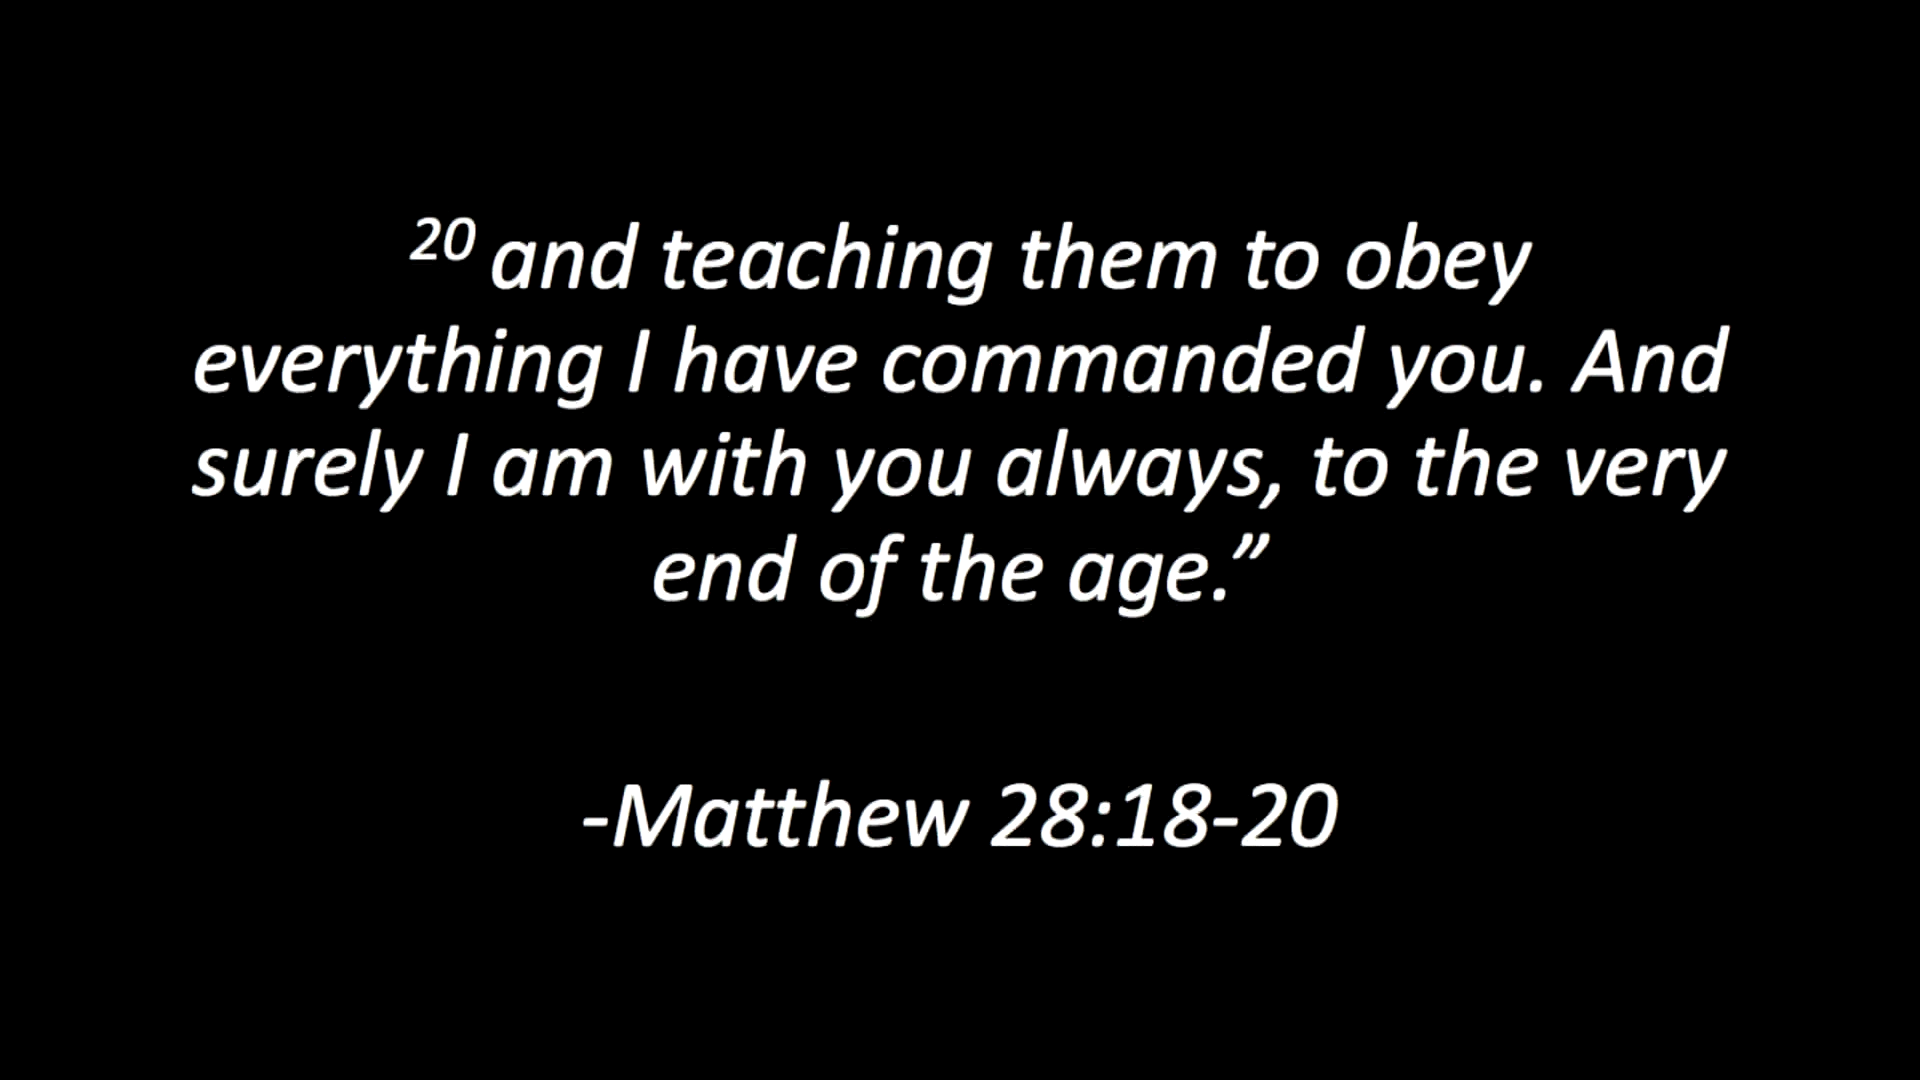 20 and teaching them to obey
everything I have commanded you. And
surely I am with you always, to the very
end of the age.”
-Matthew 28:18-20